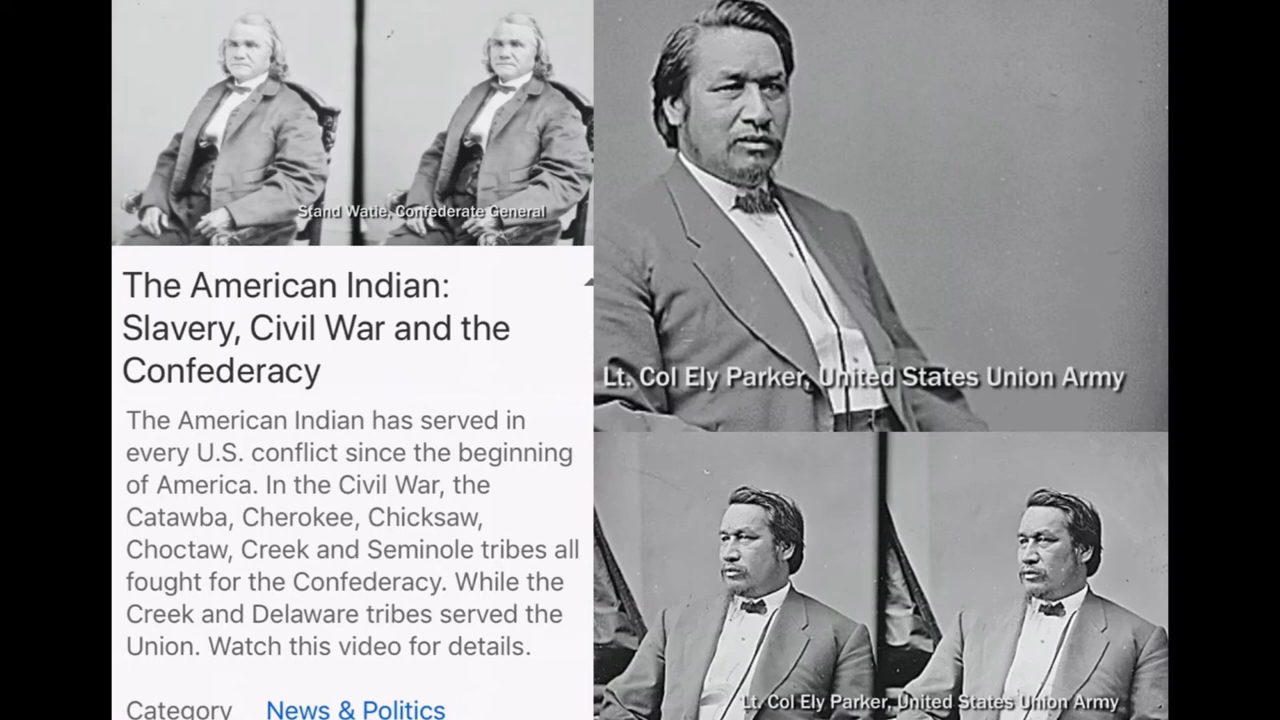 Stand Watie, Confederate General
The American Indian:
Slavery, Civil War and the
Confederacy
The American Indian has served in
every U.S. conflict since the beginning
of America. In the Civil War, the
Catawba, Cherokee, Chicksaw,
Choctaw, Creek and Seminole tribes all
fought for the Confederacy. While the
Creek and Delaware tribes served the
Union. Watch this video for details.
Category News & Politics
Lt. Col Ely Parker, United States Union Army
Lt. Col Ely Parker, United States Union Army